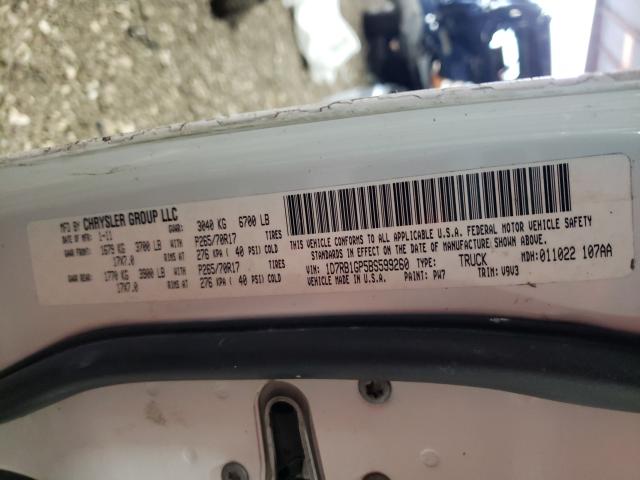 MFD BY CHRYSLER GROUP LLC
DATE OF MFR: 1-11 GVWR: 3040 KG 6700 LB
GAWR FRONT: 1679 KG 3700 LB WITH P265/70R17 TIRES
17X7.0 RIMS AT 276 KPA ( 40 PSI) COLD
GAWR REAR: 1770 KG 3900 LB WITH P265/70R17 TIRES
17X7.0 RIMS AT 276 KPA ( 40 PSI) COLD
THIS VEHICLE CONFORMS TO ALL APPLICABLE U.S.A. FEDERAL MOTOR VEHICLE SAFETY
STANDARDS IN EFFECT ON THE DATE OF MANUFACTURE SHOWN ABOVE.
VIN: 1D7RB1GP5BS599260 TYPE: TRUCK MDH: 011022 107AA
VEHICLE MADE IN U.S.A. PAINT: PW7 TRIM: V9V3